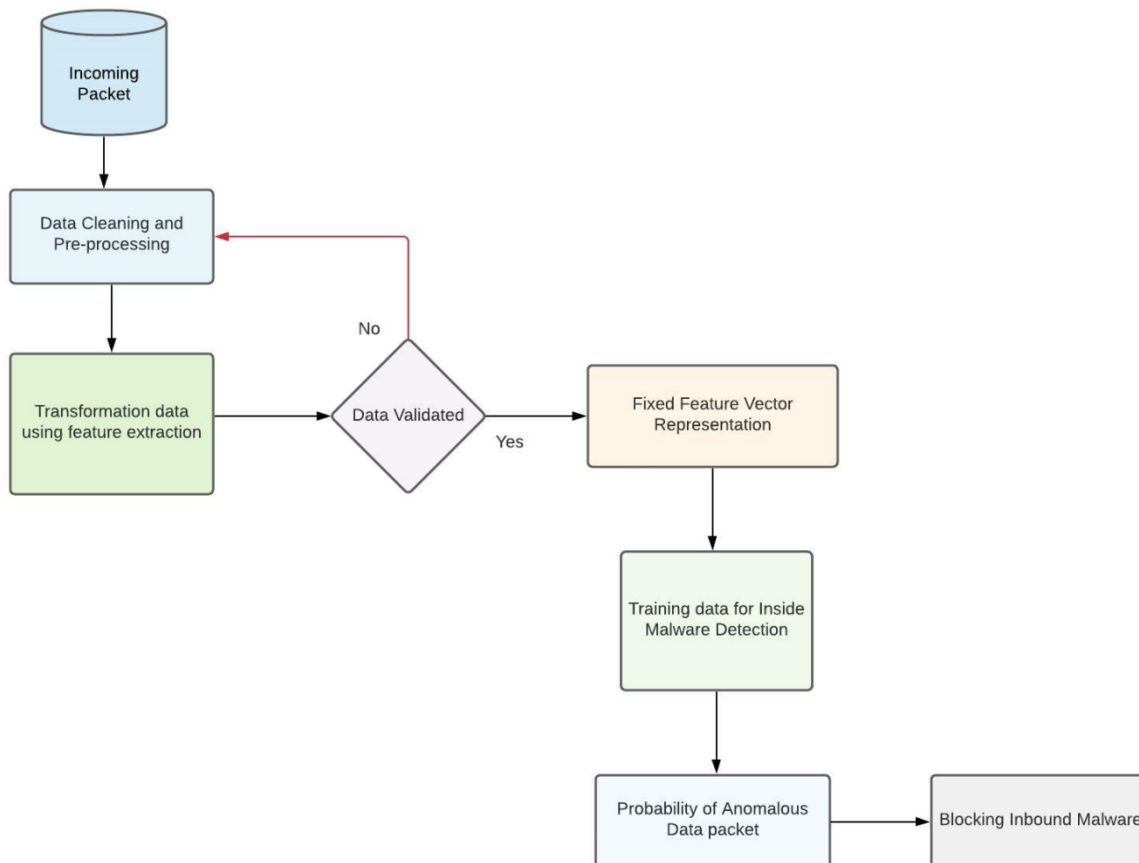 Incoming
Packet
Data Cleaning and
Pre-processing
No
Transformation data
using feature extraction
Data Validated
Yes
Fixed Feature Vector
Representation
Training data for Inside
Malware Detection
Probability of Anomalous
Data packet
Blocking Inbound Malware